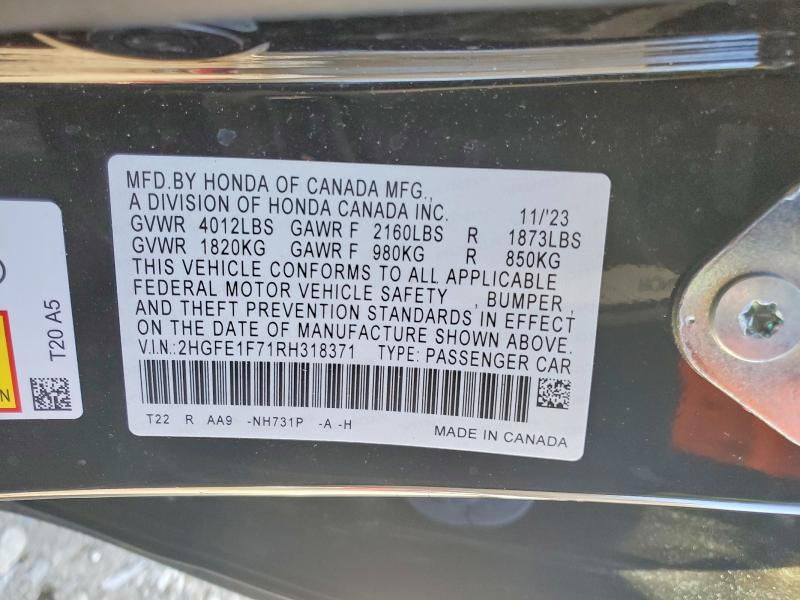 MFD.BY HONDA OF CANADA MFG.,
A DIVISION OF HONDA CANADA INC. 11/'23
GVWR 4012LBS GAWR F 2160LBS R 1873LBS
GVWR 1820KG GAWR F 980KG R 850KG
THIS VEHICLE CONFORMS TO ALL APPLICABLE
FEDERAL MOTOR VEHICLE SAFETY , BUMPER ,
AND THEFT PREVENTION STANDARDS IN EFFECT
ON THE DATE OF MANUFACTURE SHOWN ABOVE.
V.I.N.:2HGFE1F71RH318371 TYPE: PASSENGER CAR
T22 R AA9 -NH731P -A -H
MADE IN CANADA
T20 A5